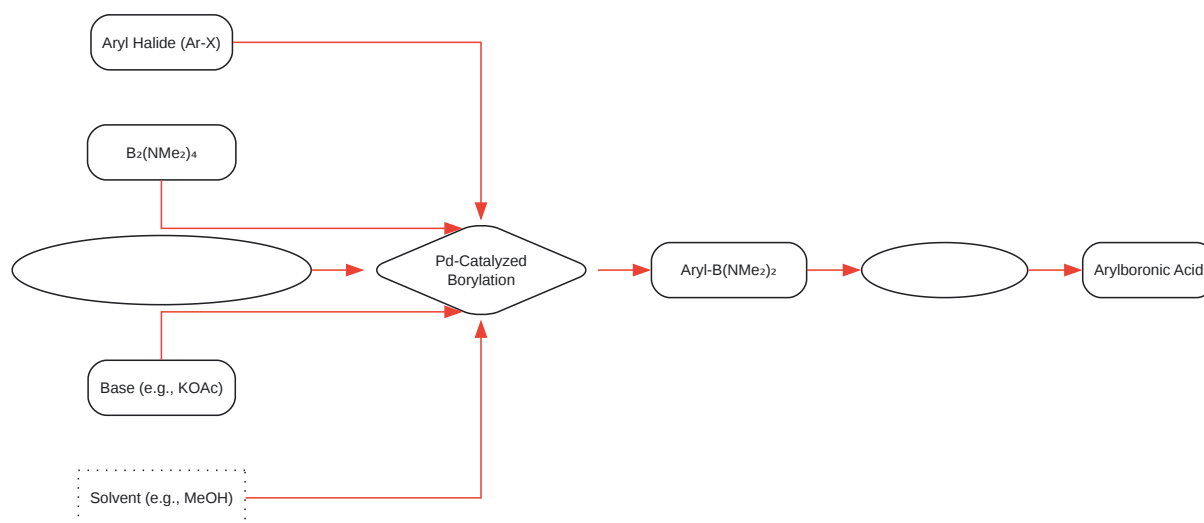 Aryl Halide (Ar-X)
B₂(NMe₂)₄
Pd-Catalyzed
Borylation
Aryl-B(NMe₂)₂
Arylboronic Acid
Base (e.g., KOAc)
Solvent (e.g., MeOH)